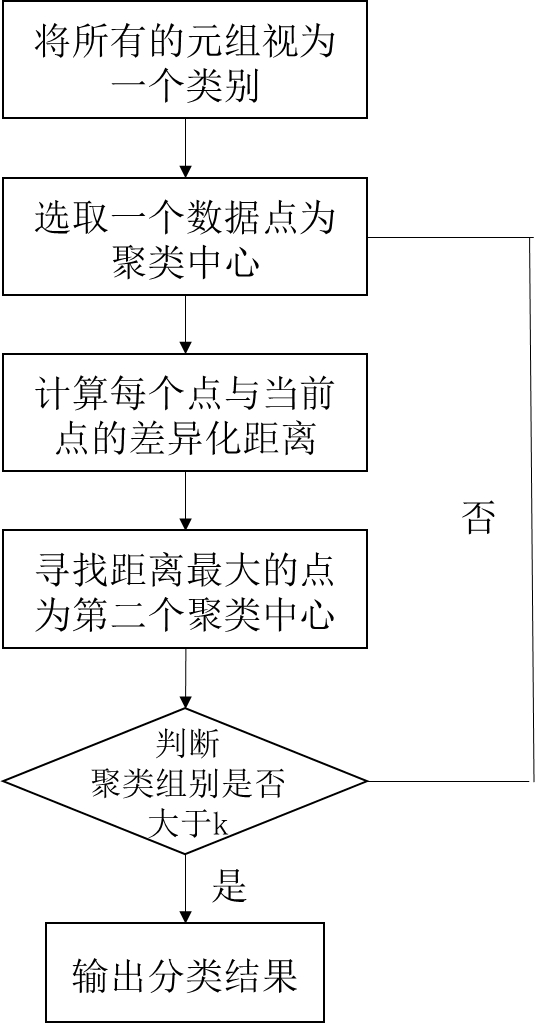 将所有的元组视为
一个类别
选取一个数据点为
聚类中心
计算每个点与当前
点的差异化距离
否
寻找距离最大的点
为第二个聚类中心
判断
聚类组别是否
大于k
是
输出分类结果